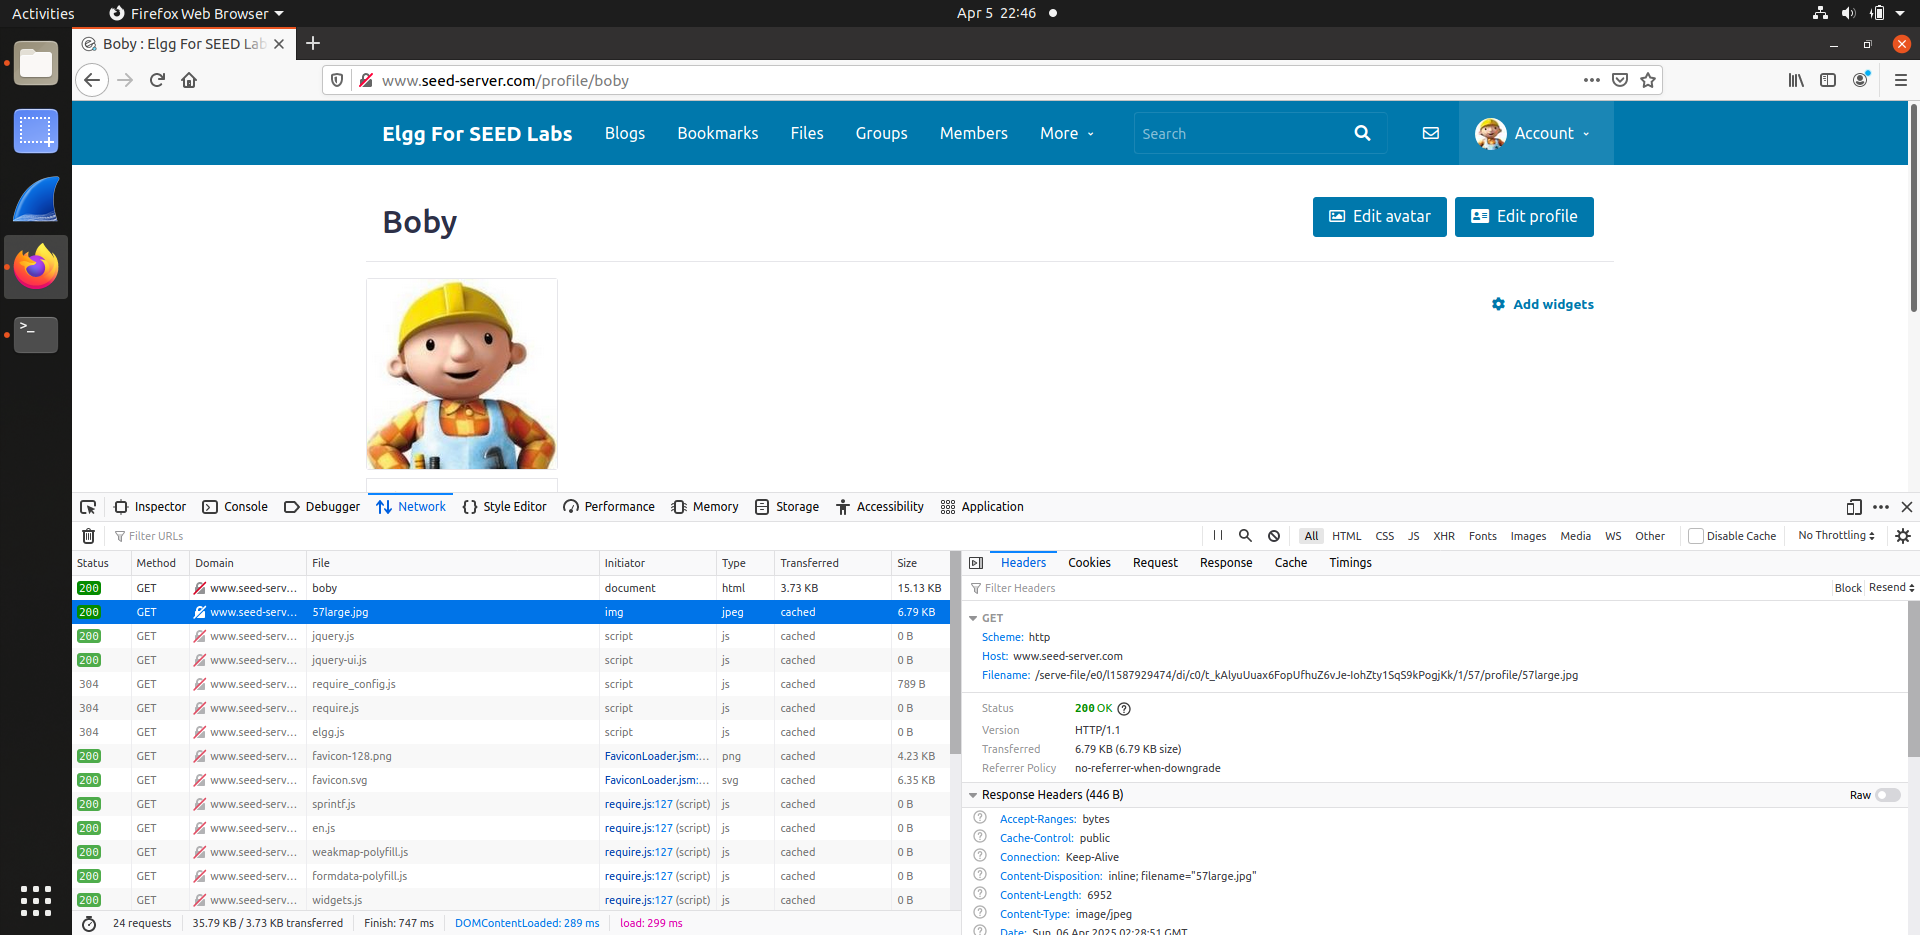 Activities
Firefox Web Browser
Apr 5 22:46
Boby : Elgg For SEED Lab
www.seed-server.com/profile/boby
Elgg For SEED Labs
Blogs
Bookmarks
Files
Groups
Members
More
Search
Account
Boby
Edit avatar
Edit profile
Add widgets
Inspector
Console
Debugger
Network
Style Editor
Performance
Memory
Storage
Accessibility
Application
Filter URLs
All HTML CSS JS XHR Fonts Images Media WS Other
Disable Cache
No Throttling
Status Method Domain File Initiator Type Transferred Size
200 GET www.seed-serv... boby document html 3.73 KB 15.13 KB
200 GET www.seed-serv... 57large.jpg img jpeg cached 6.79 KB
200 GET www.seed-serv... jquery.js script js cached 0 B
200 GET www.seed-serv... jquery-ui.js script js cached 0 B
304 GET www.seed-serv... require_config.js script js cached 789 B
304 GET www.seed-serv... require.js script js cached 0 B
304 GET www.seed-serv... elgg.js script js cached 0 B
200 GET www.seed-serv... favicon-128.png FaviconLoader.jsm:... png cached 4.23 KB
200 GET www.seed-serv... favicon.svg FaviconLoader.jsm:... svg cached 6.35 KB
200 GET www.seed-serv... sprintf.js require.js:127 (script) js cached 0 B
200 GET www.seed-serv... en.js require.js:127 (script) js cached 0 B
200 GET www.seed-serv... weakmap-polyfill.js require.js:127 (script) js cached 0 B
200 GET www.seed-serv... formdata-polyfill.js require.js:127 (script) js cached 0 B
200 GET www.seed-serv... widgets.js require.js:127 (script) js cached 0 B
24 requests
35.79 KB / 3.73 KB transferred
Finish: 747 ms
DOMContentLoaded: 289 ms
load: 299 ms
Headers
Cookies
Request
Response
Cache
Timings
Filter Headers
Block
Resend
GET
Scheme: http
Host: www.seed-server.com
Filename: /serve-file/e0/l1587929474/di/c0/t_kAlyuUuax6FopUfhuZ6vJe-IohZty1SqS9kPogjKk/1/57/profile/57large.jpg
Status 200 OK
Version HTTP/1.1
Transferred 6.79 KB (6.79 KB size)
Referrer Policy no-referrer-when-downgrade
Response Headers (446 B)
Raw
Accept-Ranges: bytes
Cache-Control: public
Connection: Keep-Alive
Content-Disposition: inline; filename="57large.jpg"
Content-Length: 6952
Content-Type: image/jpeg
Date: Sun, 06 Apr 2025 02:28:51 GMT